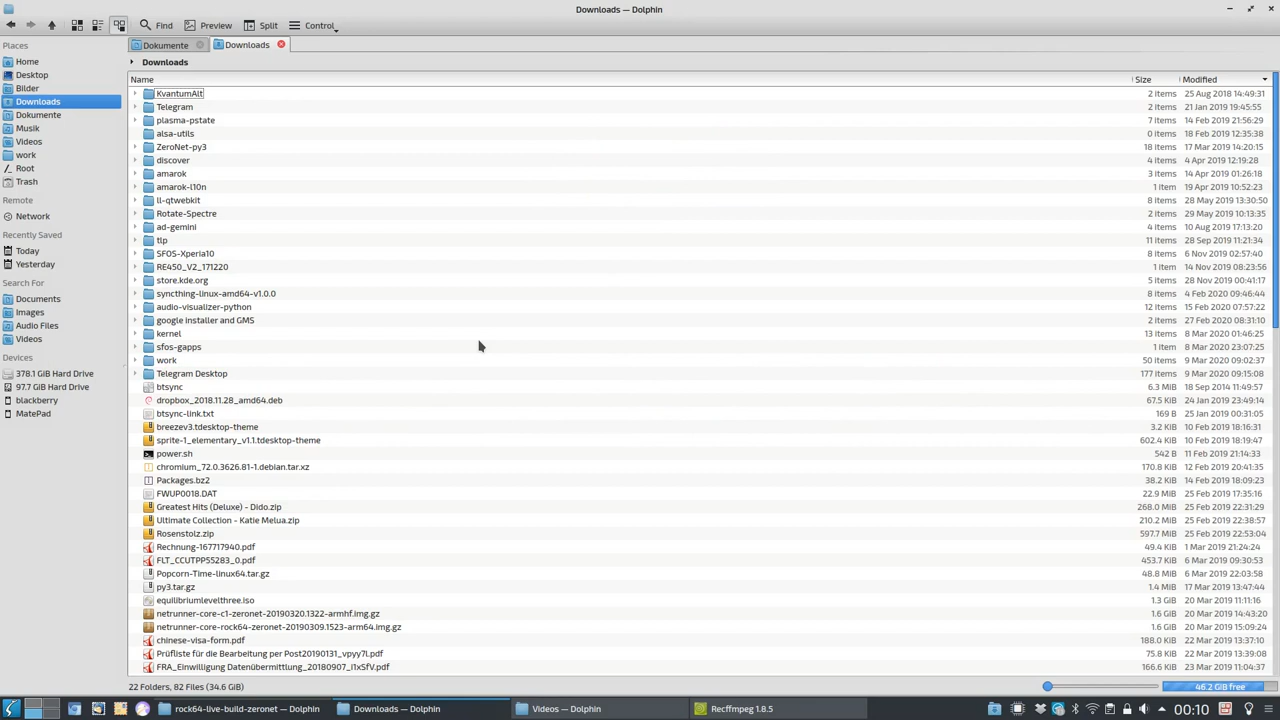 Downloads — Dolphin
Find Preview Split Control
Places
Home
Desktop
Bilder
Downloads
Dokumente
Musik
Videos
work
Root
Trash
Remote
Network
Recently Saved
Today
Yesterday
Search For
Documents
Images
Audio Files
Videos
Devices
378.1 GiB Hard Drive
97.7 GiB Hard Drive
blackberry
MatePad
Dokumente Downloads
Downloads
Name Size Modified
KvantumAlt 2 items 25 Aug 2018 14:49:31
Telegram 2 items 21 Jan 2019 19:45:55
plasma-pstate 7 items 14 Feb 2019 21:56:29
alsa-utils 0 items 18 Feb 2019 12:35:38
ZeroNet-py3 18 items 17 Mar 2019 14:20:15
discover 4 items 4 Apr 2019 12:19:28
amarok 3 items 14 Apr 2019 01:26:18
amarok-l10n 1 item 19 Apr 2019 10:52:23
ll-qtwebkit 8 items 28 May 2019 13:30:50
Rotate-Spectre 2 items 29 May 2019 10:13:35
ad-gemini 4 items 10 Aug 2019 17:13:20
tlp 11 items 28 Sep 2019 11:21:34
SFOS-Xperia10 8 items 6 Nov 2019 02:57:40
RE450_V2_171220 1 item 14 Nov 2019 08:23:56
store.kde.org 5 items 28 Nov 2019 00:41:17
syncthing-linux-amd64-v1.0.0 8 items 4 Feb 2020 09:46:44
audio-visualizer-python 12 items 15 Feb 2020 07:57:22
google installer and GMS 2 items 27 Feb 2020 08:31:10
kernel 13 items 8 Mar 2020 01:46:25
sfos-gapps 1 item 8 Mar 2020 23:07:25
work 50 items 9 Mar 2020 09:02:37
Telegram Desktop 177 items 9 Mar 2020 09:15:08
btsync 6.3 MiB 18 Sep 2014 11:49:57
dropbox_2018.11.28_amd64.deb 67.5 KiB 24 Jan 2019 23:49:14
btsync-link.txt 169 B 25 Jan 2019 00:31:05
breezev3.tdesktop-theme 3.2 KiB 10 Feb 2019 18:16:31
sprite-1_elementary_v1.1.tdesktop-theme 602.4 KiB 10 Feb 2019 18:19:47
power.sh 542 B 11 Feb 2019 21:14:33
chromium_72.0.3626.81-1.debian.tar.xz 170.8 KiB 12 Feb 2019 20:41:35
Packages.bz2 38.2 KiB 14 Feb 2019 18:09:23
FWUP0018.DAT 22.9 MiB 25 Feb 2019 17:35:16
Greatest Hits (Deluxe) - Dido.zip 268.0 MiB 25 Feb 2019 22:31:29
Ultimate Collection - Katie Melua.zip 210.2 MiB 25 Feb 2019 22:38:57
Rosenstolz.zip 597.7 MiB 25 Feb 2019 22:53:04
Rechnung-167717940.pdf 49.4 KiB 1 Mar 2019 21:24:24
FLT_CCUTPP55283_0.pdf 453.7 KiB 6 Mar 2019 09:30:53
Popcorn-Time-linux64.tar.gz 48.8 MiB 6 Mar 2019 22:03:58
py3.tar.gz 1.4 MiB 17 Mar 2019 13:47:44
equilibriumlevelthree.iso 1.3 GiB 20 Mar 2019 11:11:16
netrunner-core-c1-zeronet-20190320.1322-armhf.img.gz 1.6 GiB 20 Mar 2019 14:43:20
netrunner-core-rock64-zeronet-20190309.1523-arm64.img.gz 1.6 GiB 20 Mar 2019 15:09:24
chinese-visa-form.pdf 188.0 KiB 22 Mar 2019 13:37:10
Prüfliste für die Bearbeitung per Post20190131_vpyy7l.pdf 75.8 KiB 22 Mar 2019 13:39:08
FRA_Einwilligung Datenübermittlung_20180907_I1xSfV.pdf 166.6 KiB 23 Mar 2019 11:04:37
22 Folders, 82 Files (34.6 GiB) 46.2 GiB free
rock64-live-build-zeronet — Dolphin Downloads — Dolphin Videos — Dolphin Recffmpeg 1.8.5 00:10